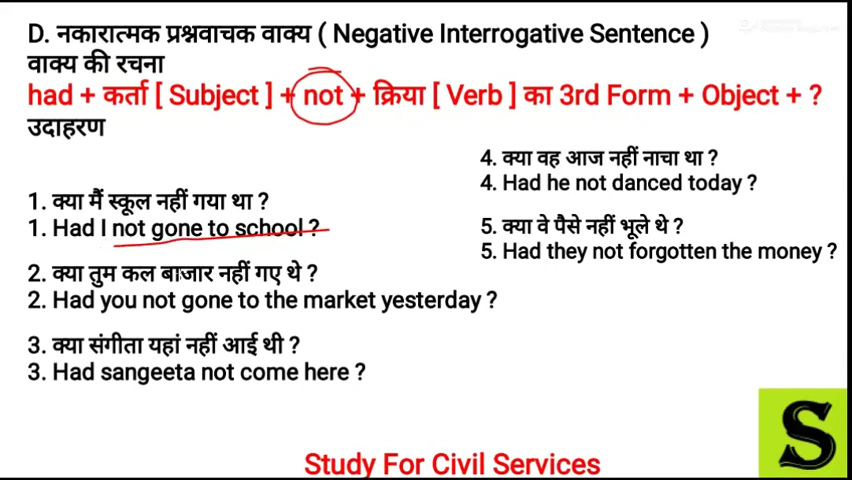 D. नकारात्मक प्रश्नवाचक वाक्य ( Negative Interrogative Sentence )
वाक्य की रचना
had + कर्ता [ Subject ] + not + क्रिया [ Verb ] का 3rd Form + Object + ?
उदाहरण
1. क्या मैं स्कूल नहीं गया था ?
1. Had I not gone to school ?
2. क्या तुम कल बाजार नहीं गए थे ?
2. Had you not gone to the market yesterday ?
3. क्या संगीता यहां नहीं आई थी ?
3. Had sangeeta not come here ?
4. क्या वह आज नहीं नाचा था ?
4. Had he not danced today ?
5. क्या वे पैसे नहीं भूले थे ?
5. Had they not forgotten the money ?
S
Study For Civil Services